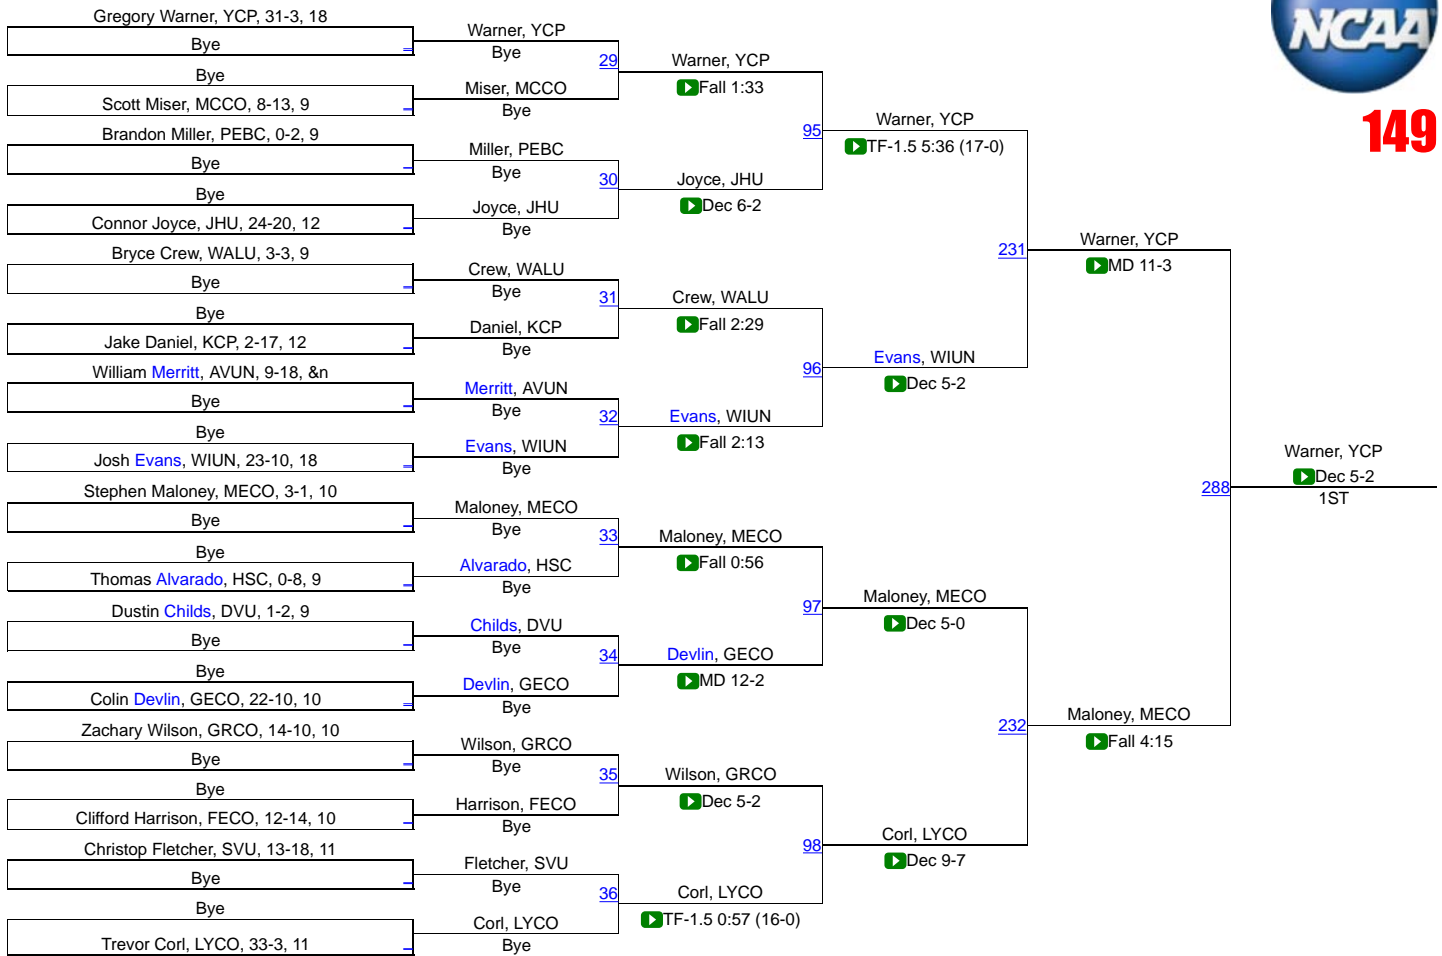 Gregory Warner, YCP, 31-3, 18
Bye
Bye
Scott Miser, MCCO, 8-13, 9
Brandon Miller, PEBC, 0-2, 9
Bye
Bye
Connor Joyce, JHU, 24-20, 12
Bryce Crew, WALU, 3-3, 9
Bye
Bye
Jake Daniel, KCP, 2-17, 12
William Merritt, AVUN, 9-18, &n
Bye
Bye
Josh Evans, WIUN, 23-10, 18
Stephen Maloney, MECO, 3-1, 10
Bye
Bye
Thomas Alvarado, HSC, 0-8, 9
Dustin Childs, DVU, 1-2, 9
Bye
Bye
Colin Devlin, GECO, 22-10, 10
Zachary Wilson, GRCO, 14-10, 10
Bye
Bye
Clifford Harrison, FECO, 12-14, 10
Christop Fletcher, SVU, 13-18, 11
Bye
Bye
Trevor Corl, LYCO, 33-3, 11
Warner, YCP
Bye
29
Miser, MCCO
Bye
Miller, PEBC
Bye
30
Joyce, JHU
Bye
Crew, WALU
Bye
31
Daniel, KCP
Bye
Merritt, AVUN
Bye
32
Evans, WIUN
Bye
Maloney, MECO
Bye
33
Alvarado, HSC
Bye
Childs, DVU
Bye
34
Devlin, GECO
Bye
Wilson, GRCO
Bye
35
Harrison, FECO
Bye
Fletcher, SVU
Bye
36
Corl, LYCO
Bye
Warner, YCP
Fall 1:33
95
Joyce, JHU
Dec 6-2
Crew, WALU
Fall 2:29
96
Evans, WIUN
Fall 2:13
Maloney, MECO
Fall 0:56
97
Devlin, GECO
MD 12-2
Wilson, GRCO
Dec 5-2
98
Corl, LYCO
TF-1.5 0:57 (16-0)
Warner, YCP
TF-1.5 5:36 (17-0)
231
Evans, WIUN
Dec 5-2
Maloney, MECO
Dec 5-0
232
Corl, LYCO
Dec 9-7
Warner, YCP
MD 11-3
288
Maloney, MECO
Fall 4:15
Warner, YCP
Dec 5-2
1ST
NCAA
149